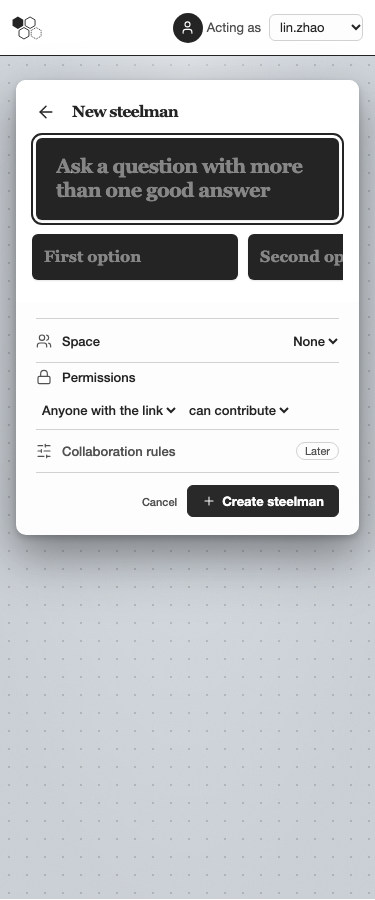 Acting as lin.zhao
New steelman
Ask a question with more
than one good answer
First option Second op
Space None
Permissions
Anyone with the link can contribute
Collaboration rules Later
Cancel + Create steelman